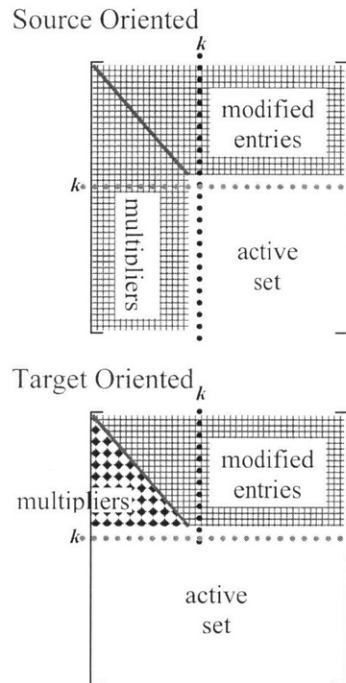 Source Oriented
k
modified
entries
k
multipliers
active
set
Target Oriented
k
modified
entries
multipliers
k
active
set